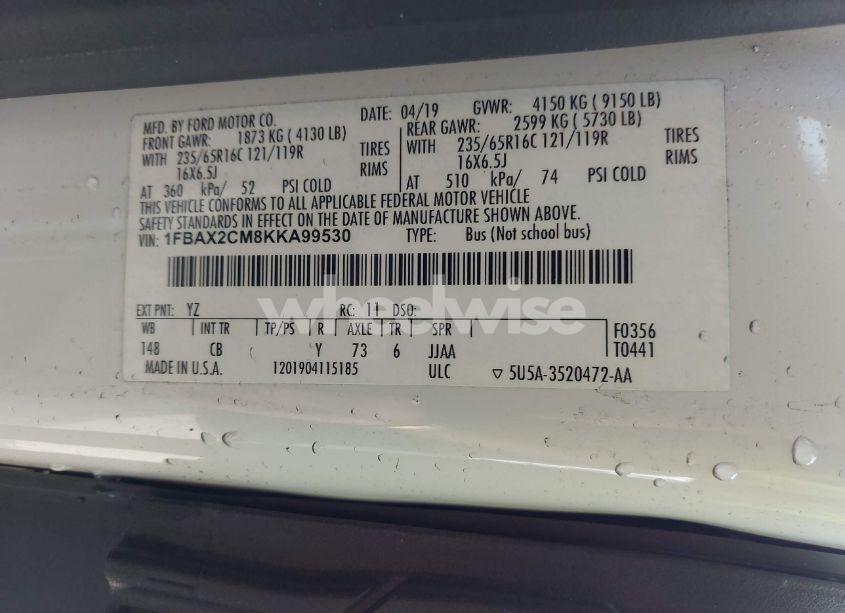 MFD. BY FORD MOTOR CO. DATE: 04/19 GVWR: 4150 KG ( 9150 LB)
FRONT GAWR: 1873 KG ( 4130 LB) REAR GAWR: 2599 KG ( 5730 LB)
WITH 235/65R16C 121/119R TIRES WITH 235/65R16C 121/119R TIRES
16X6.5J RIMS 16X6.5J RIMS
AT 360 kPa/ 52 PSI COLD AT 510 kPa/ 74 PSI COLD
THIS VEHICLE CONFORMS TO ALL APPLICABLE FEDERAL MOTOR VEHICLE
SAFETY STANDARDS IN EFFECT ON THE DATE OF MANUFACTURE SHOWN ABOVE.
VIN: 1FBAX2CM8KKA99530 TYPE: Bus (Not school bus)
wheelwise
EXT PNT: YZ RC: 11 DSO:
WB INT TR TP/PS R AXLE TR SPR F0356
148 CB Y 73 6 JJAA T0441
MADE IN U.S.A. 1201904115185 ULC ▽ 5U5A-3520472-AA